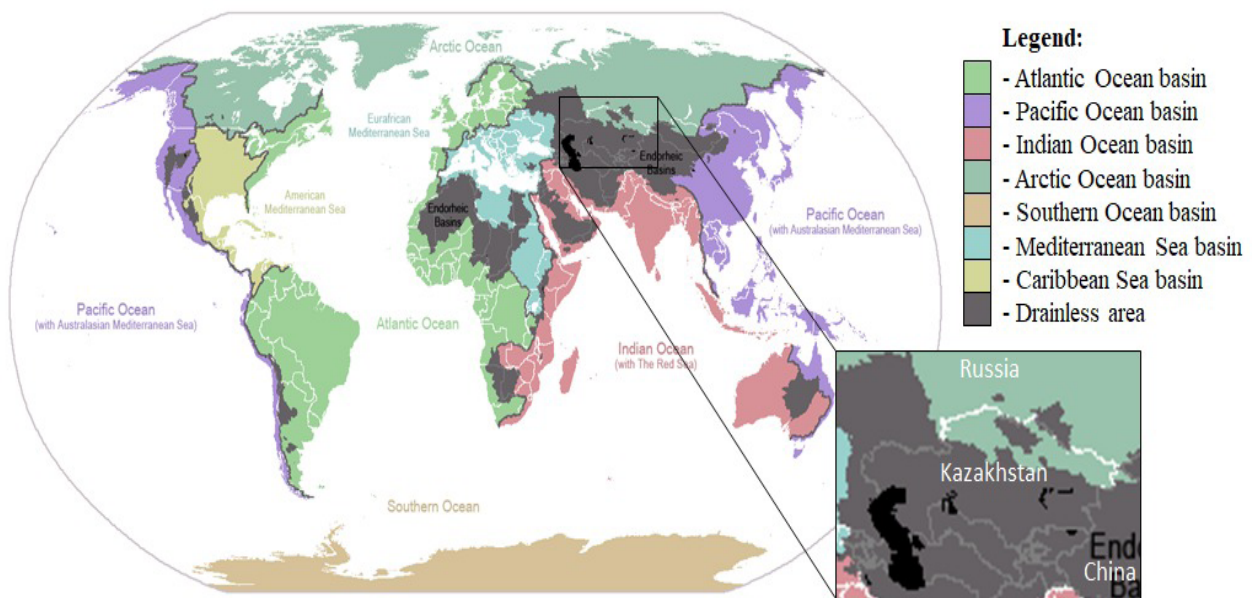 Arctic Ocean
Eurafrican
Mediterranean Sea
American
Mediterranean Sea
Endorheic
Basins
Endorheic
Basins
Pacific Ocean
(with Australasian Mediterranean Sea)
Pacific Ocean
(with Australasian Mediterranean Sea)
Atlantic Ocean
Indian Ocean
(with The Red Sea)
Southern Ocean
Legend:
- Atlantic Ocean basin
- Pacific Ocean basin
- Indian Ocean basin
- Arctic Ocean basin
- Southern Ocean basin
- Mediterranean Sea basin
- Caribbean Sea basin
- Drainless area
Russia
Kazakhstan
Endo
China
Ba